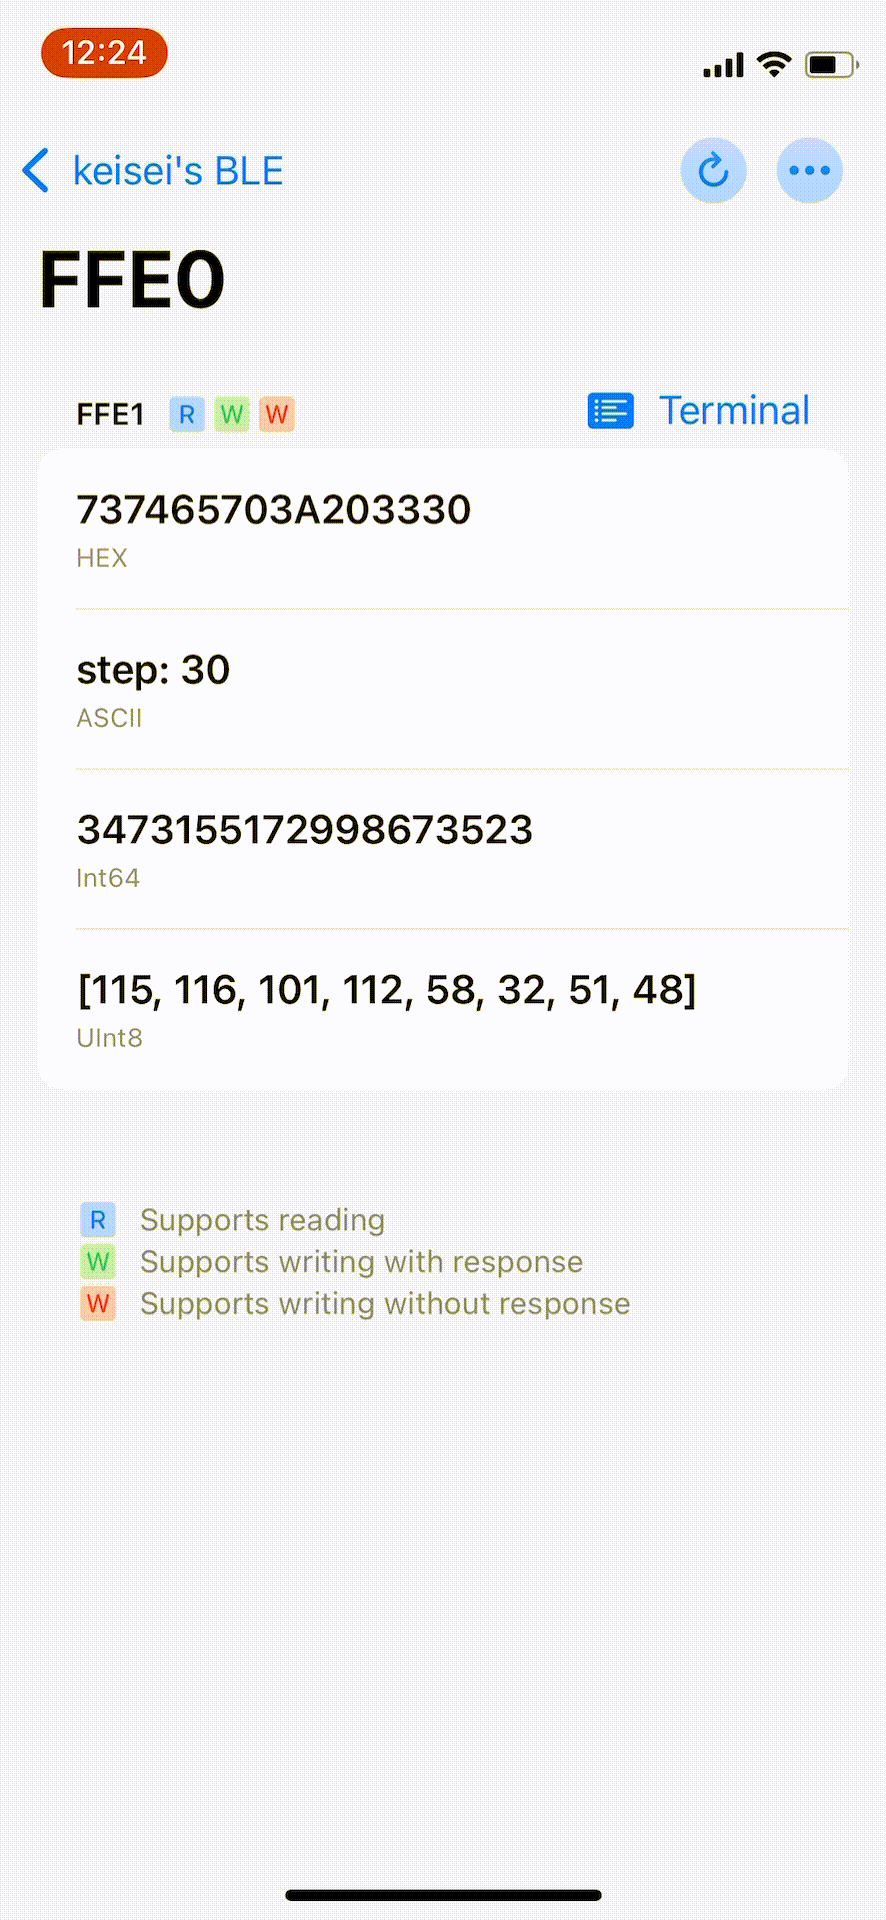 12:24
keisei's BLE
FFE0
FFE1 R W W Terminal
737465703A203330
HEX
step: 30
ASCII
3473155172998673523
Int64
[115, 116, 101, 112, 58, 32, 51, 48]
UInt8
R Supports reading
W Supports writing with response
W Supports writing without response